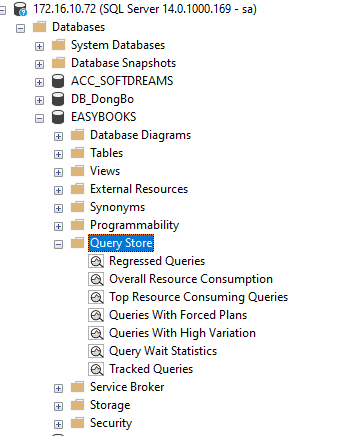 172.16.10.72 (SQL Server 14.0.1000.169 - sa)
Databases
System Databases
Database Snapshots
ACC_SOFTDREAMS
DB_DongBo
EASYBOOKS
Database Diagrams
Tables
Views
External Resources
Synonyms
Programmability
Query Store
Regressed Queries
Overall Resource Consumption
Top Resource Consuming Queries
Queries With Forced Plans
Queries With High Variation
Query Wait Statistics
Tracked Queries
Service Broker
Storage
Security